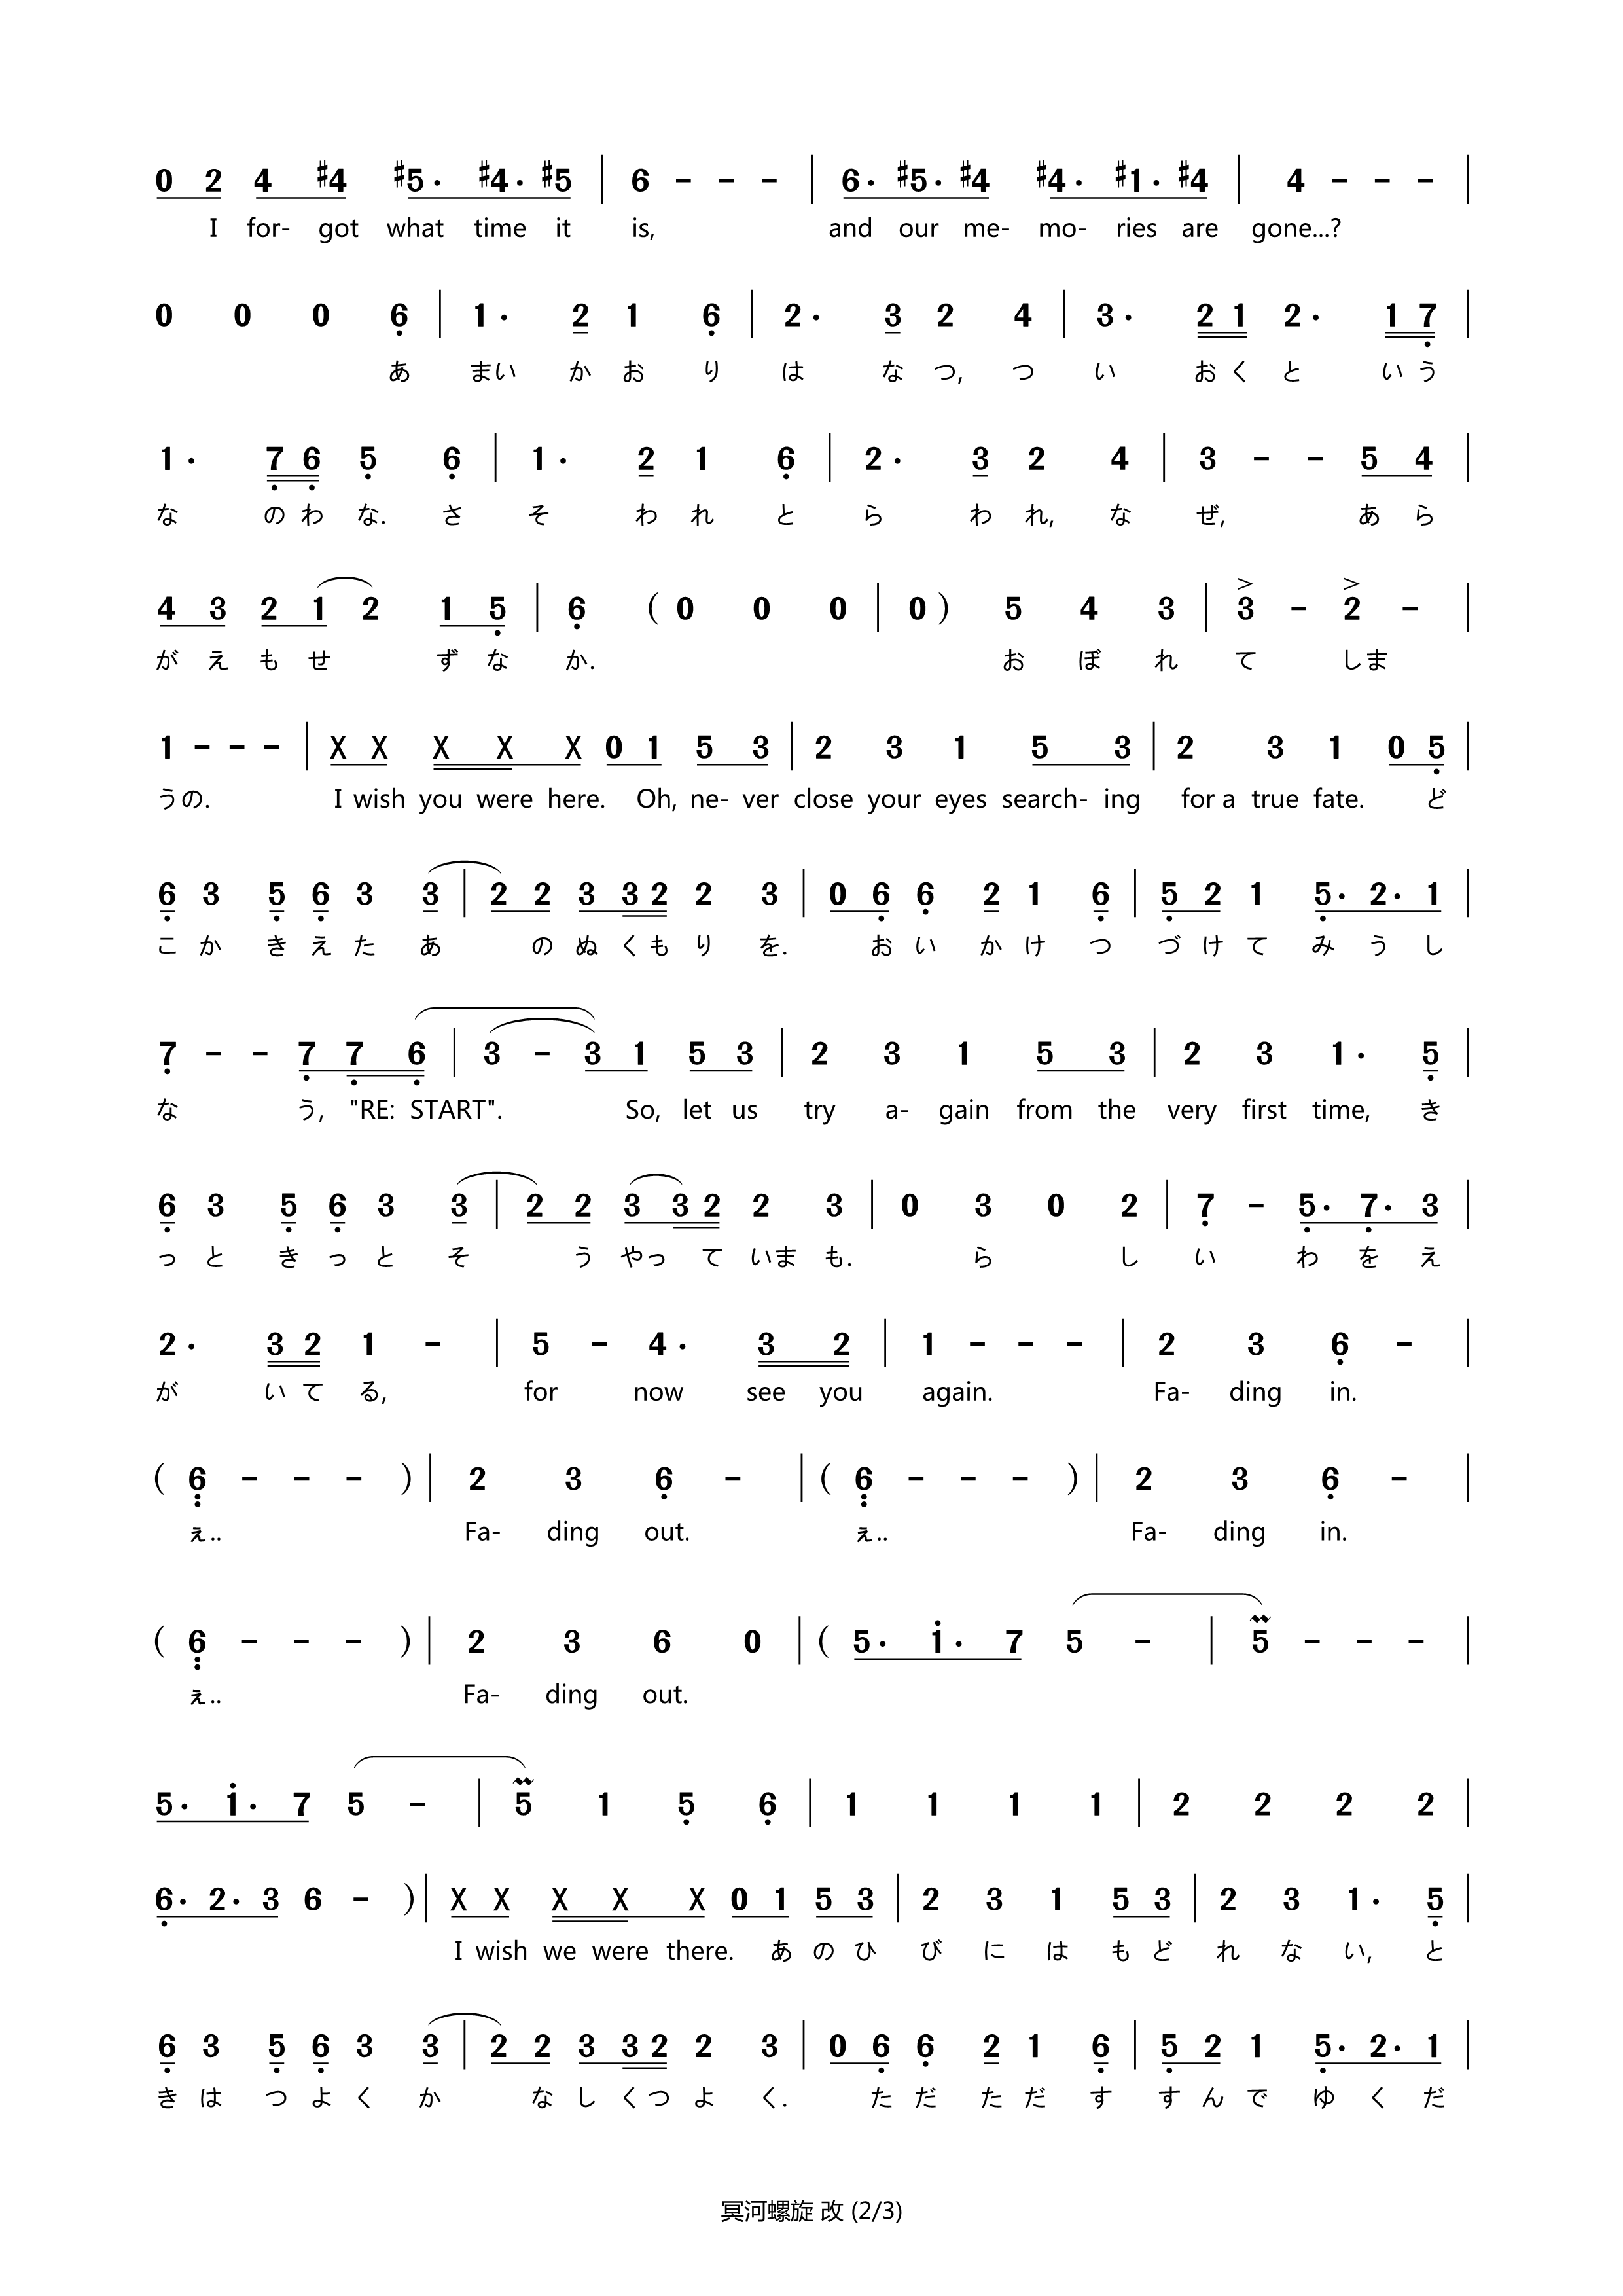 0 2 4 #4 #5· #4· #5 | 6 - - - | 6· #5· #4 #4· #1· #4 | 4 - - - |
I for- got what time it is, and our me- mo- ries are gone...?
0 0 0 6 | 1· 2 1 6 | 2· 3 2 4 | 3· 2 1 2· 1 7 |
あ まい か お り は な つ, つ い お く と い う
1· 7 6 5 6 | 1· 2 1 6 | 2· 3 2 4 | 3 - - 5 4 |
な の わ な. さ そ わ れ と ら わ れ, な ぜ, あ ら
4 3 2 1 2 1 5 | 6 ( 0 0 0 | 0 ) 5 4 3 | 3 - 2 - |
が え も せ ず な か. お ぼ れ て しま
1 - - - | X X X X X 0 1 5 3 | 2 3 1 5 3 | 2 3 1 0 5 |
うの. I wish you were here. Oh, ne- ver close your eyes search- ing for a true fate. ど
6 3 5 6 3 3 | 2 2 3 3 2 2 3 | 0 6 6 2 1 6 | 5 2 1 5· 2· 1 |
こ か き え た あ の ぬ く も り を. お い か け つ づ け て み う し
7 - - 7 7 6 | 3 - 3 1 5 3 | 2 3 1 5 3 | 2 3 1· 5 |
な う, "RE: START". So, let us try a- gain from the very first time, き
6 3 5 6 3 3 | 2 2 3 3 2 2 3 | 0 3 0 2 | 7 - 5· 7· 3 |
っ と き っ と そ う やっ て いま も. ら し い わ を え
2· 3 2 1 - | 5 - 4· 3 2 | 1 - - - | 2 3 6 - |
が い て る, for now see you again. Fa- ding in.
( 6 - - - ) | 2 3 6 - | ( 6 - - - ) | 2 3 6 - |
ぇ.. Fa- ding out. ぇ.. Fa- ding in.
( 6 - - - ) | 2 3 6 0 | ( 5· 1· 7 5 - | 5 - - - |
ぇ.. Fa- ding out.
5· 1· 7 5 - | 5 1 5 6 | 1 1 1 1 | 2 2 2 2 |
6· 2· 3 6 - ) | X X X X X 0 1 5 3 | 2 3 1 5 3 | 2 3 1· 5 |
I wish we were there. あ の ひ び に は も ど れ な い, と
6 3 5 6 3 3 | 2 2 3 3 2 2 3 | 0 6 6 2 1 6 | 5 2 1 5· 2· 1 |
き は つ よ く か な し く つ よ く. た だ た だ す す ん で ゆ く だ
冥河螺旋 改 (2/3)